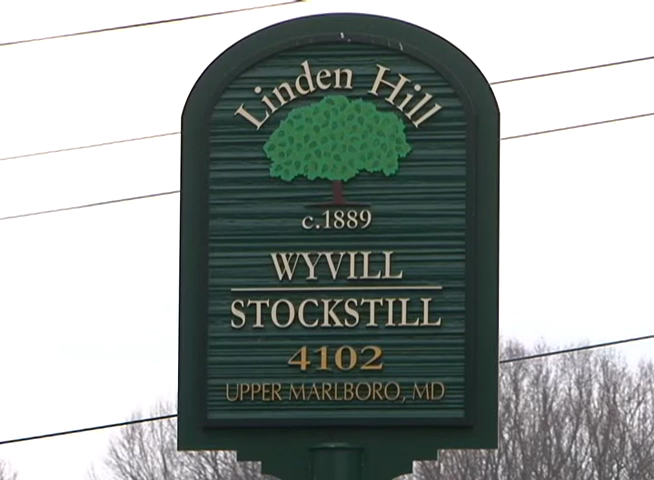 Linden Hill
c.1889
WYVILL
STOCKSTILL
4102
UPPER MARLBORO, MD